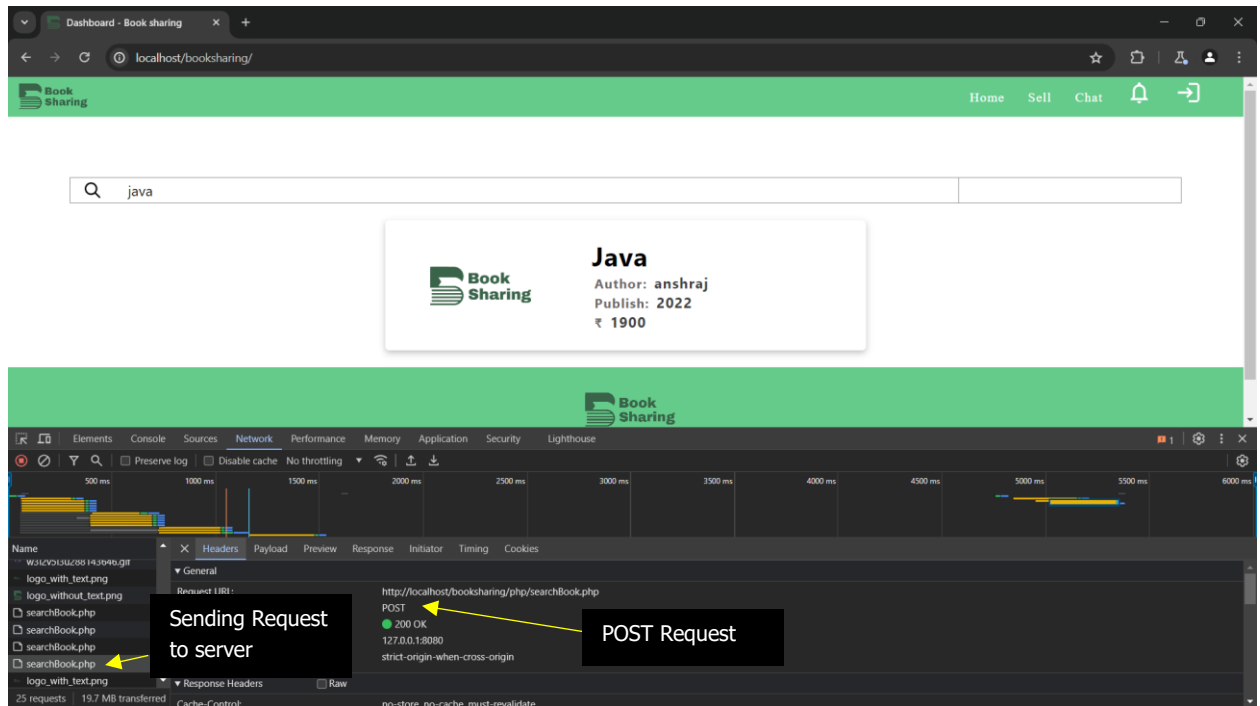 Dashboard - Book sharing
localhost/booksharing/
Book
Sharing
Home Sell Chat
java
Book
Sharing
Java
Author: anshraj
Publish: 2022
₹ 1900
Book
Sharing
Elements Console Sources Network Performance Memory Application Security Lighthouse 1
Preserve log Disable cache No throttling
500 ms 1000 ms 1500 ms 2000 ms 2500 ms 3000 ms 3500 ms 4000 ms 4500 ms 5000 ms 5500 ms 6000 ms
Name
logo_with_text.png
logo_without_text.png
searchBook.php
searchBook.php
searchBook.php
searchBook.php
logo_with_text.png
25 requests 19.7 MB transferred
Headers Payload Preview Response Initiator Timing Cookies
General
Request URL: http://localhost/booksharing/php/searchBook.php
POST
200 OK
127.0.0.1:8080
strict-origin-when-cross-origin
Response Headers Raw
Cache-Control: no-store, no-cache, must-revalidate
Sending Request
to server
POST Request